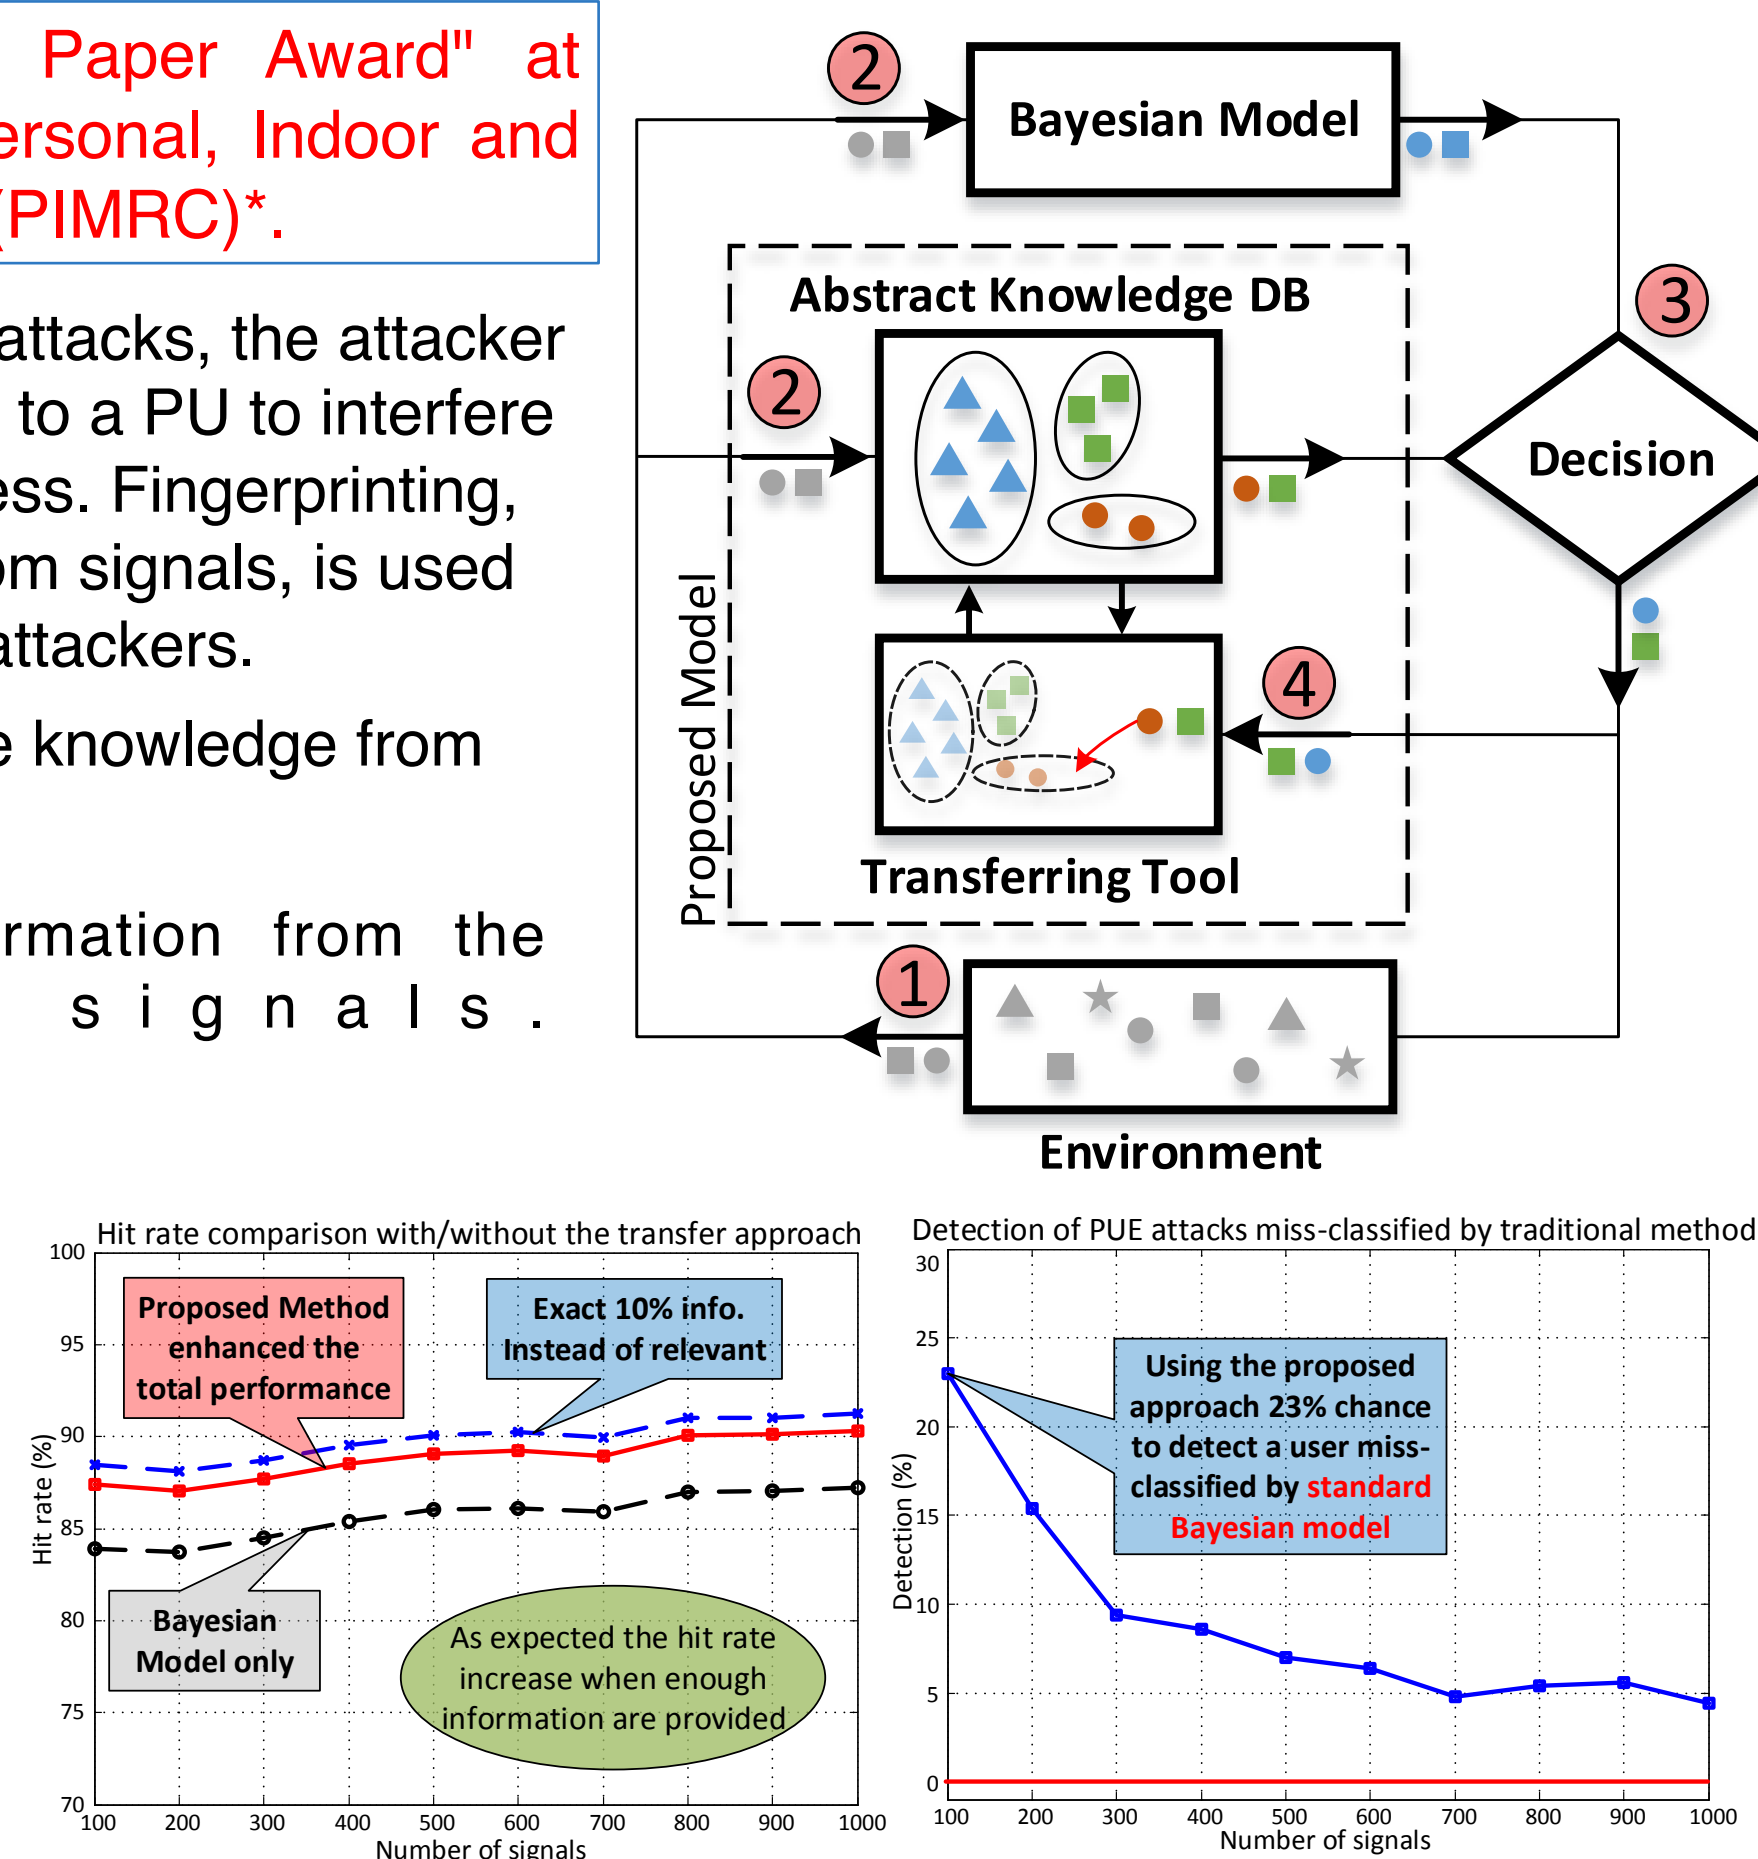 Paper Award" at
ersonal, Indoor and
(PIMRC)*.
attacks, the attacker
to a PU to interfere
ess. Fingerprinting,
om signals, is used
attackers.
e knowledge from
rmation from the
signals.
2
Bayesian Model
Abstract Knowledge DB
2
3
Decision
Proposed Model
4
Transferring Tool
1
Environment
Hit rate comparison with/without the transfer approach
100
95
90
85
80
75
70
Hit rate (%)
Proposed Method
enhanced the
total performance
Exact 10% info.
Instead of relevant
Bayesian
Model only
As expected the hit rate
increase when enough
information are provided
100 200 300 400 500 600 700 800 900 1000
Number of signals
Detection of PUE attacks miss-classified by traditional method
30
25
20
15
10
5
0
Detection (%)
Using the proposed
approach 23% chance
to detect a user miss-
classified by standard
Bayesian model
100 200 300 400 500 600 700 800 900 1000
Number of signals